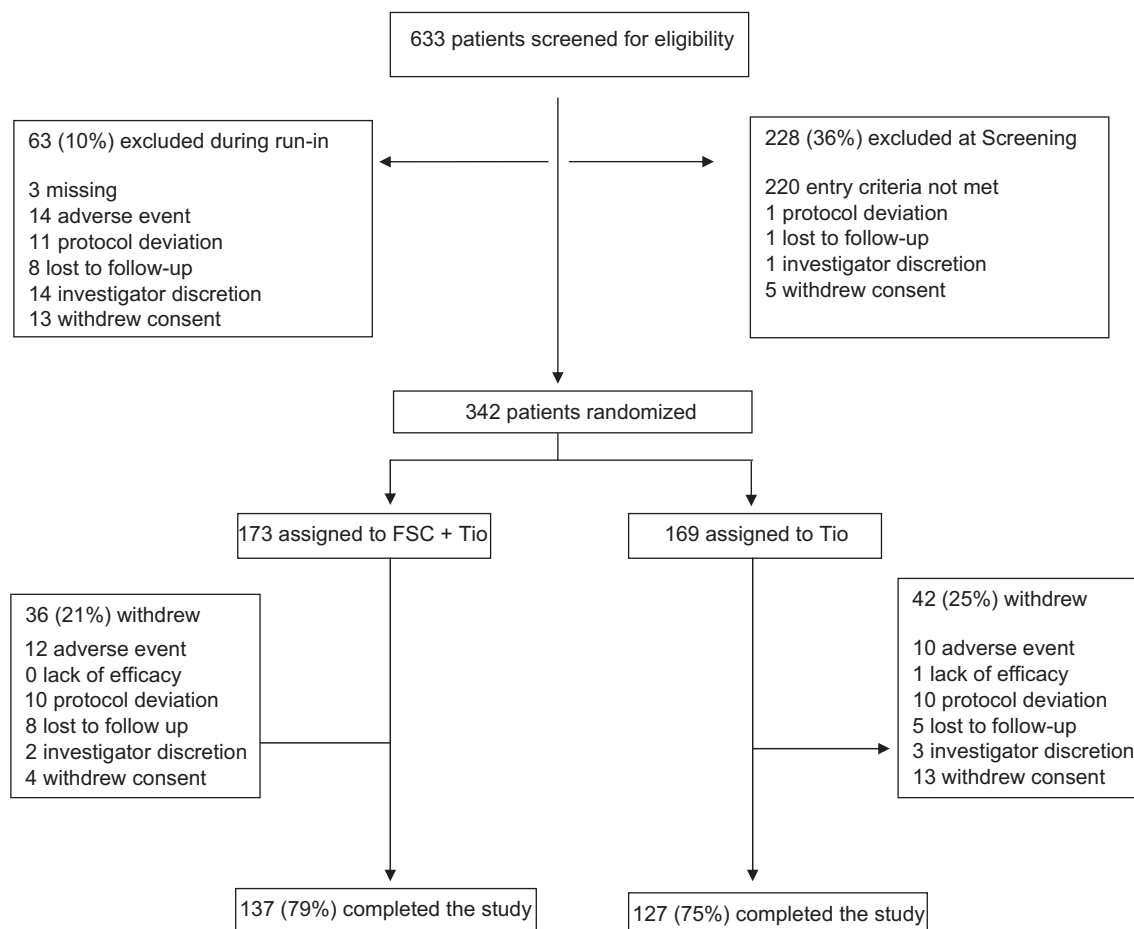 633 patients screened for eligibility
63 (10%) excluded during run-in
3 missing
14 adverse event
11 protocol deviation
8 lost to follow-up
14 investigator discretion
13 withdrew consent
228 (36%) excluded at Screening
220 entry criteria not met
1 protocol deviation
1 lost to follow-up
1 investigator discretion
5 withdrew consent
342 patients randomized
173 assigned to FSC + Tio
169 assigned to Tio
36 (21%) withdrew
12 adverse event
0 lack of efficacy
10 protocol deviation
8 lost to follow up
2 investigator discretion
4 withdrew consent
42 (25%) withdrew
10 adverse event
1 lack of efficacy
10 protocol deviation
5 lost to follow-up
3 investigator discretion
13 withdrew consent
137 (79%) completed the study
127 (75%) completed the study